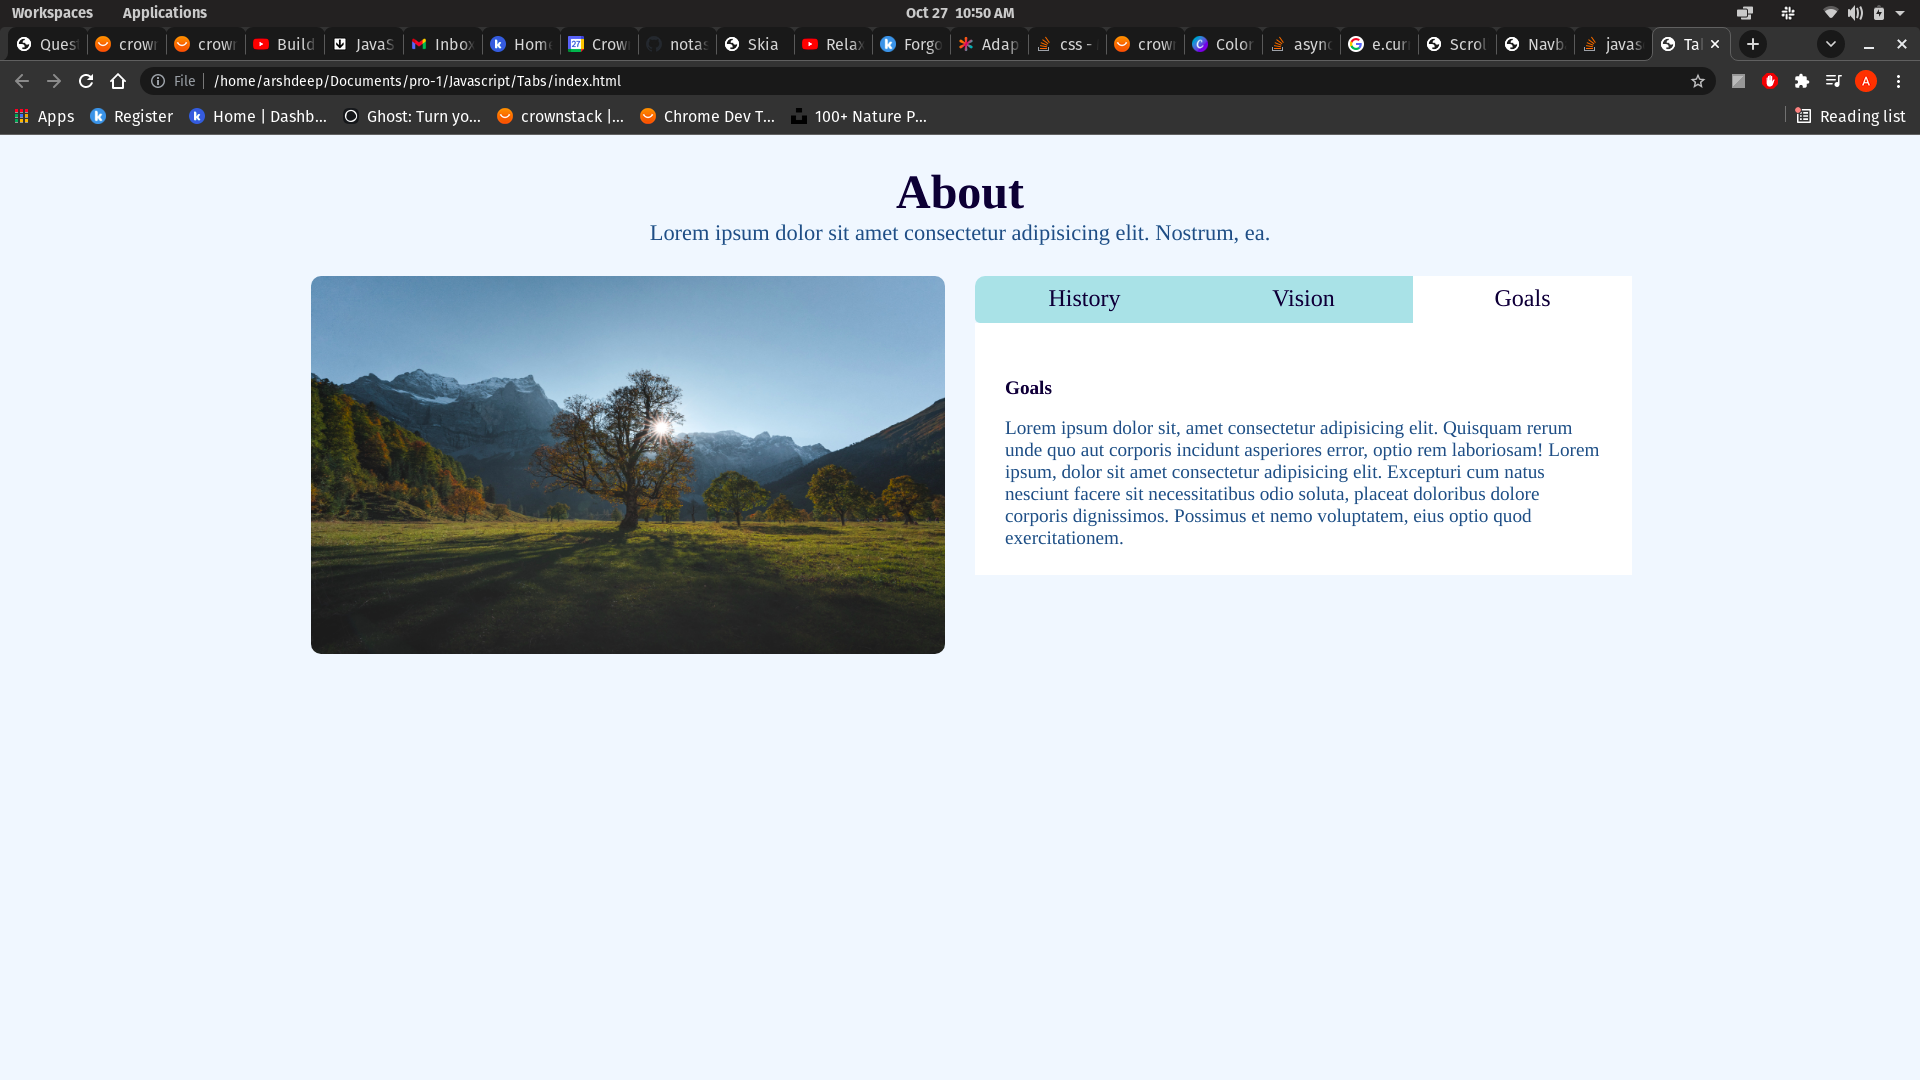 Workspaces Applications Oct 27 10:50 AM
Ques crow crow Build JavaS Inbo Home 27 Crow notas Skia Rela Forgo Adap css - crow Color async e.cur Scrol Navb javas Ta
File /home/arshdeep/Documents/pro-1/Javascript/Tabs/index.html A
Apps Register Home | Dashb... Ghost: Turn yo... crownstack |... Chrome Dev T... 100+ Nature P... Reading list
About
Lorem ipsum dolor sit amet consectetur adipisicing elit. Nostrum, ea.
History Vision Goals
Goals
Lorem ipsum dolor sit, amet consectetur adipisicing elit. Quisquam rerum
unde quo aut corporis incidunt asperiores error, optio rem laboriosam! Lorem
ipsum, dolor sit amet consectetur adipisicing elit. Excepturi cum natus
nesciunt facere sit necessitatibus odio soluta, placeat doloribus dolore
corporis dignissimos. Possimus et nemo voluptatem, eius optio quod
exercitationem.